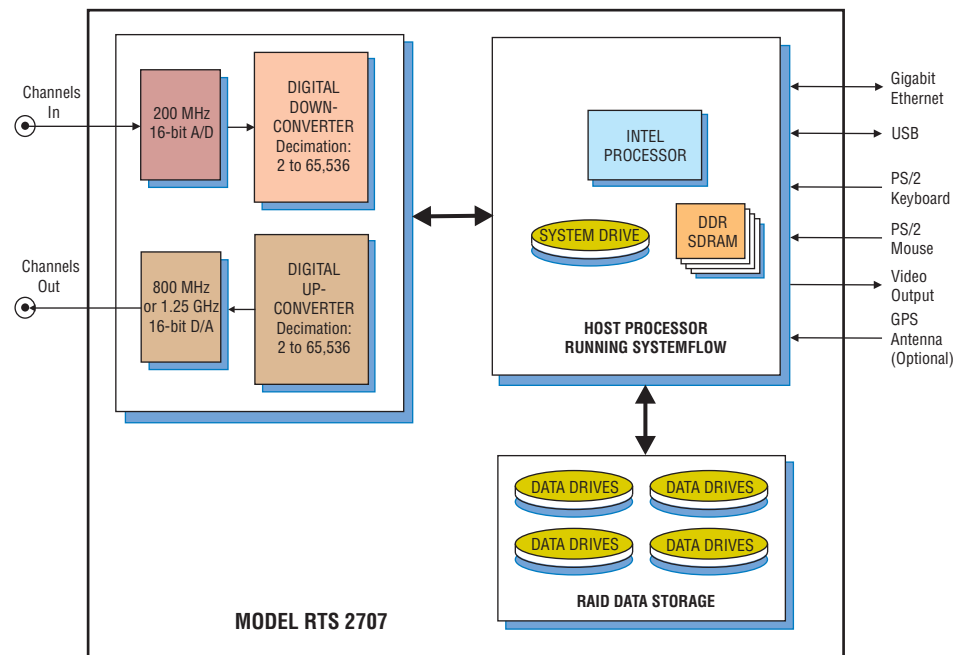 Channels
In
200 MHz
16-bit A/D
DIGITAL
DOWN-
CONVERTER
Decimation:
2 to 65,536
Channels
Out
800 MHz
or 1.25 GHz
16-bit D/A
DIGITAL
UP-
CONVERTER
Decimation:
2 to 65,536
INTEL
PROCESSOR
SYSTEM DRIVE
DDR
SDRAM
HOST PROCESSOR
RUNNING SYSTEMFLOW
Gigabit
Ethernet
USB
PS/2
Keyboard
PS/2
Mouse
Video
Output
GPS
Antenna
(Optional)
DATA DRIVES
DATA DRIVES
DATA DRIVES
DATA DRIVES
RAID DATA STORAGE
MODEL RTS 2707